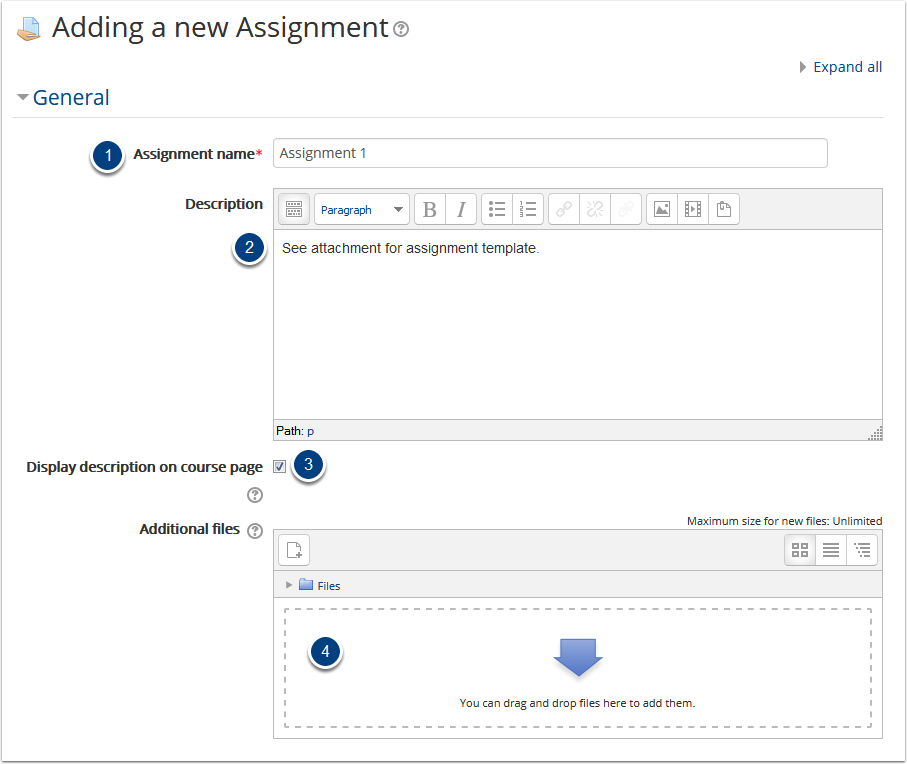 Adding a new Assignment ?
Expand all
General
1 Assignment name* Assignment 1
Description Paragraph B I
2 See attachment for assignment template.
Path: p
Display description on course page 3
?
Maximum size for new files: Unlimited
Additional files ?
Files
4
You can drag and drop files here to add them.